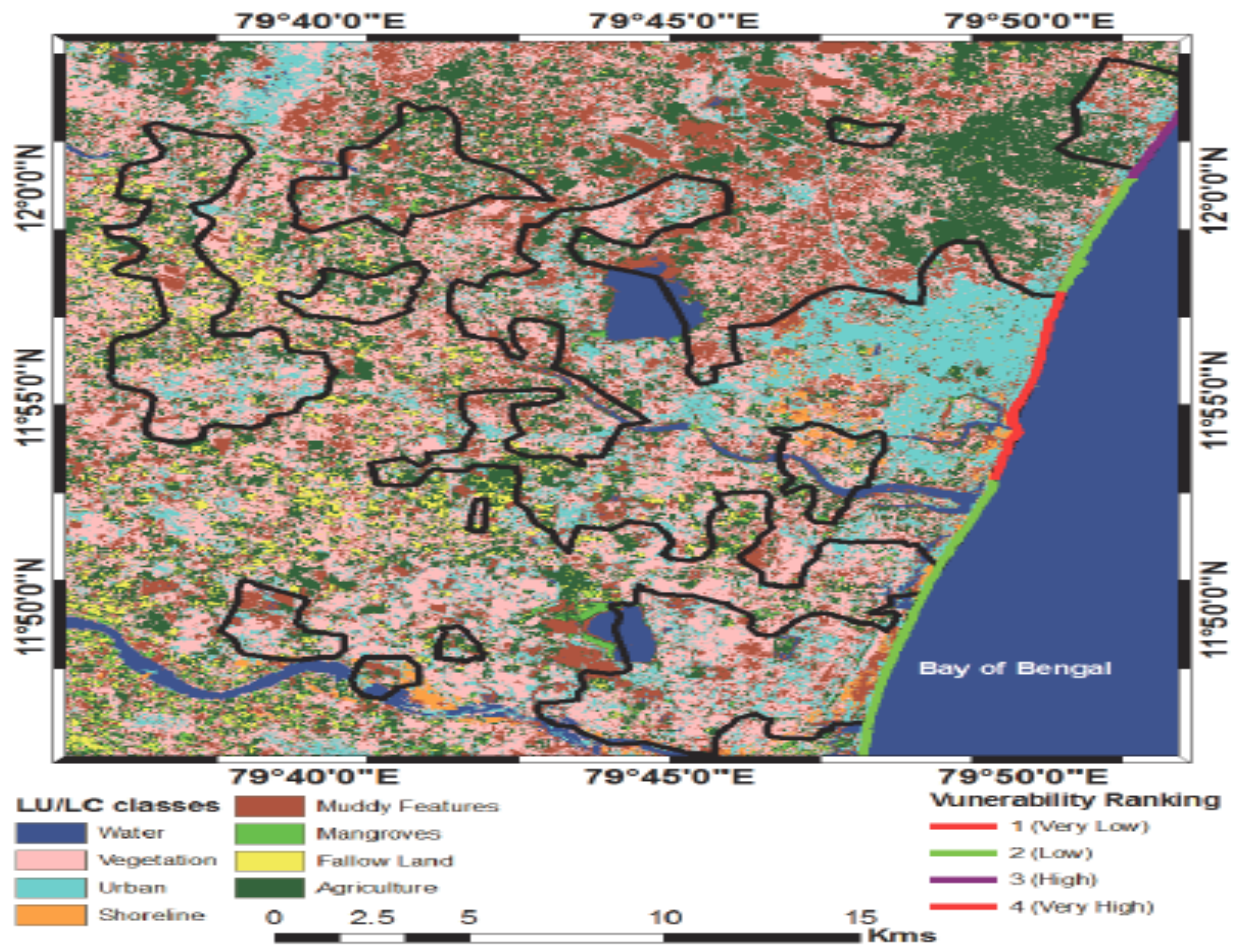 79°40'0"E 79°45'0"E 79°50'0"E
12°0'0"N
12°0'0"N
11°55'0"N
11°55'0"N
11°50'0"N
11°50'0"N
Bay of Bengal
79°40'0"E 79°45'0"E 79°50'0"E
LU/LC classes
Water
Vegetation
Urban
Shoreline
Muddy Features
Mangroves
Fallow Land
Agriculture
0 2.5 5 10 15
Kms
Vunerability Ranking
1 (Very Low)
2 (Low)
3 (High)
4 (Very High)